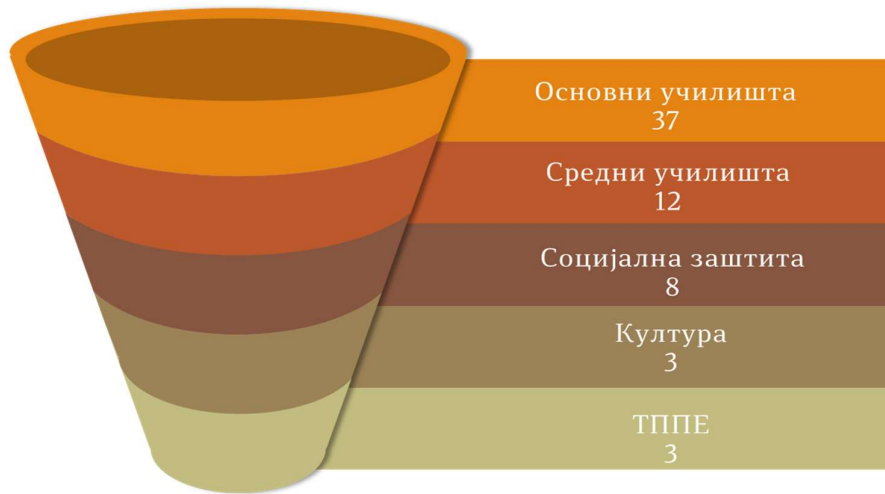 Основни училишта
37
Средни училишта
12
Социјална заштита
8
Култура
3
ТППЕ
3